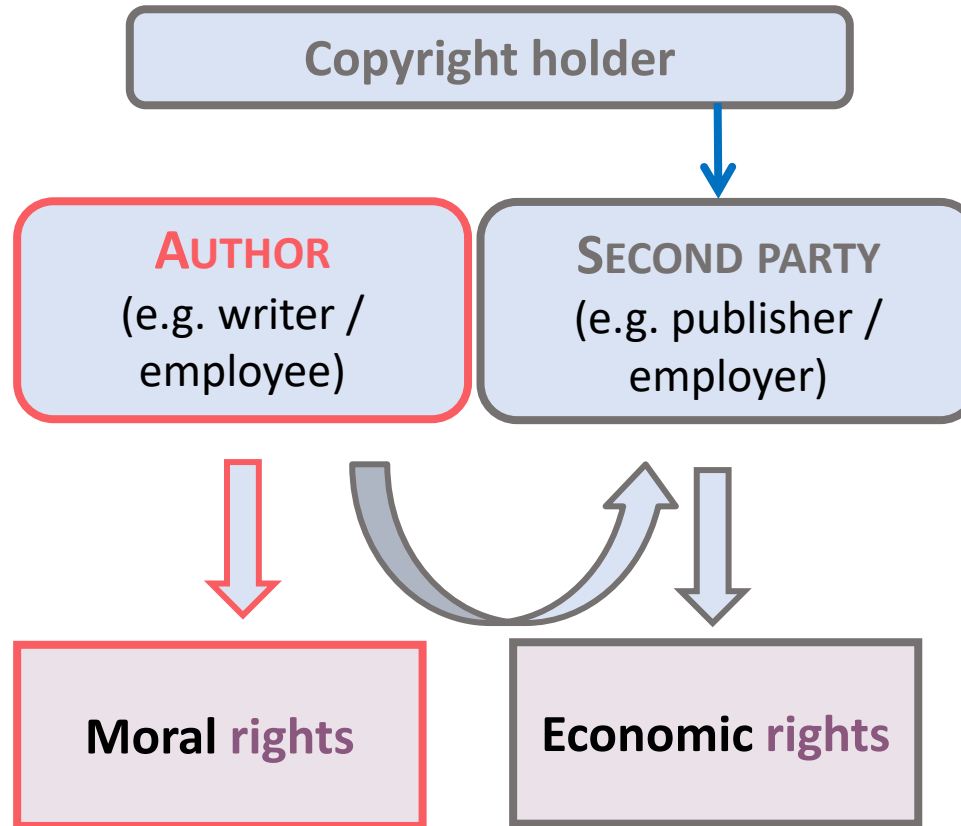 Copyright holder
AUTHOR
(e.g. writer /
employee)
SECOND PARTY
(e.g. publisher /
employer)
Moral rights
Economic rights